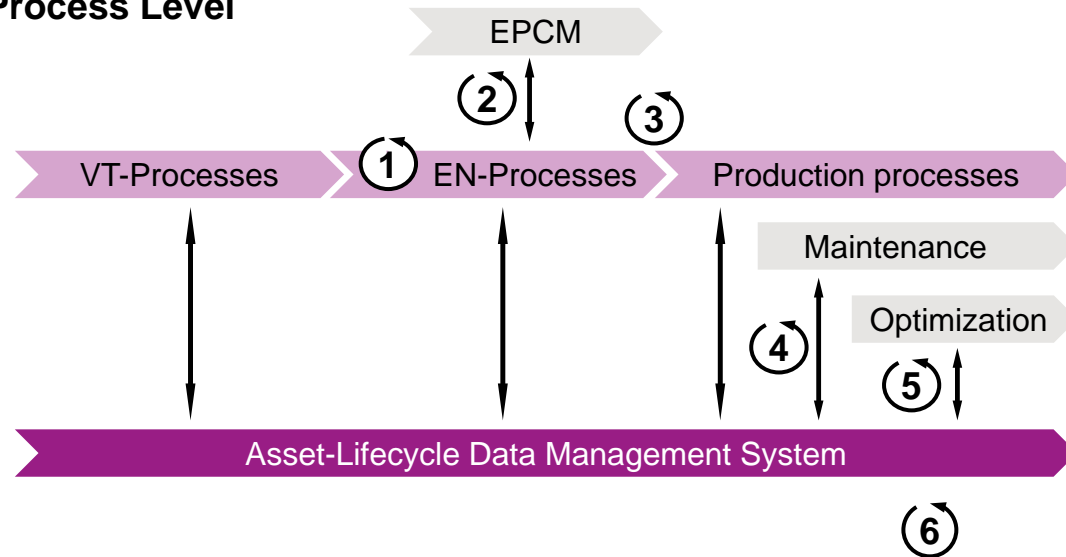 Process Level
EPCM
2
3
1
VT-Processes
EN-Processes
Production processes
Maintenance
Optimization
4
5
Asset-Lifecycle Data Management System
6